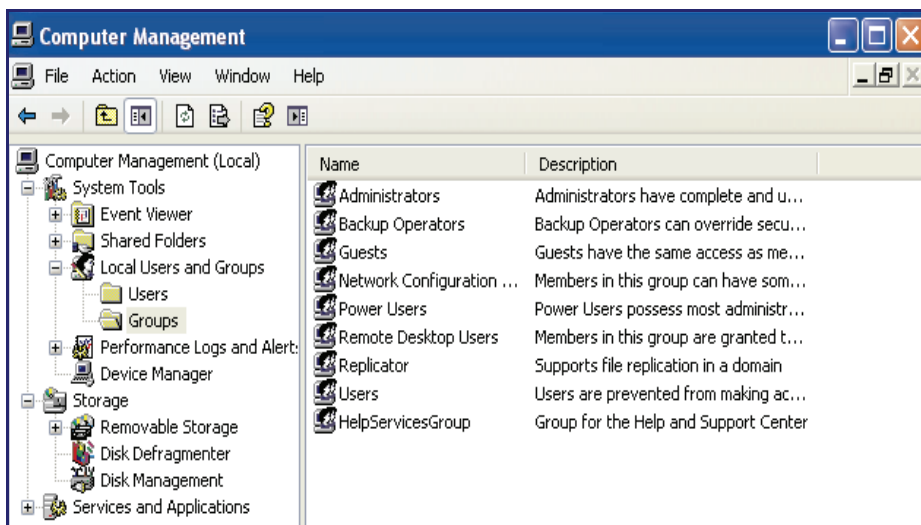 Computer Management
File Action View Window Help
Computer Management (Local)
System Tools
Event Viewer
Shared Folders
Local Users and Groups
Users
Groups
Performance Logs and Alert:
Device Manager
Storage
Removable Storage
Disk Defragmenter
Disk Management
Services and Applications
Name Description
Administrators Administrators have complete and u...
Backup Operators Backup Operators can override secu...
Guests Guests have the same access as me...
Network Configuration ... Members in this group can have som...
Power Users Power Users possess most administr...
Remote Desktop Users Members in this group are granted t...
Replicator Supports file replication in a domain
Users Users are prevented from making ac...
HelpServicesGroup Group for the Help and Support Center